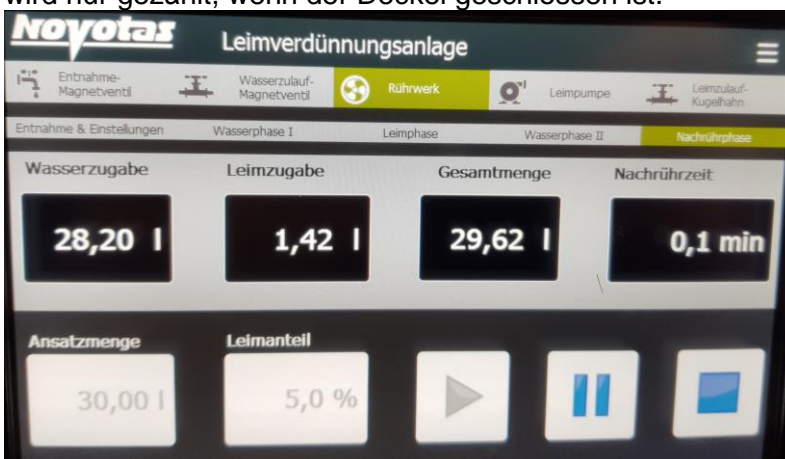 wird nur gezählt, wenn der Deckel geschlossen ist.
Novotas
Leimverdünnungsanlage
Entnahme-
Magnetventil
Wasserzulauf-
Magnetventil
Rührwerk
Leimpumpe
Leimzulauf-
Kugelhahn
Entnahme & Einstellungen
Wasserphase I
Leimphase
Wasserphase II
Nachrührphase
Wasserzugabe
Leimzugabe
Gesamtmenge
Nachrührzeit
28,20 l
1,42 l
29,62 l
0,1 min
Ansatzmenge
Leimanteil
30,00 l
5,0 %